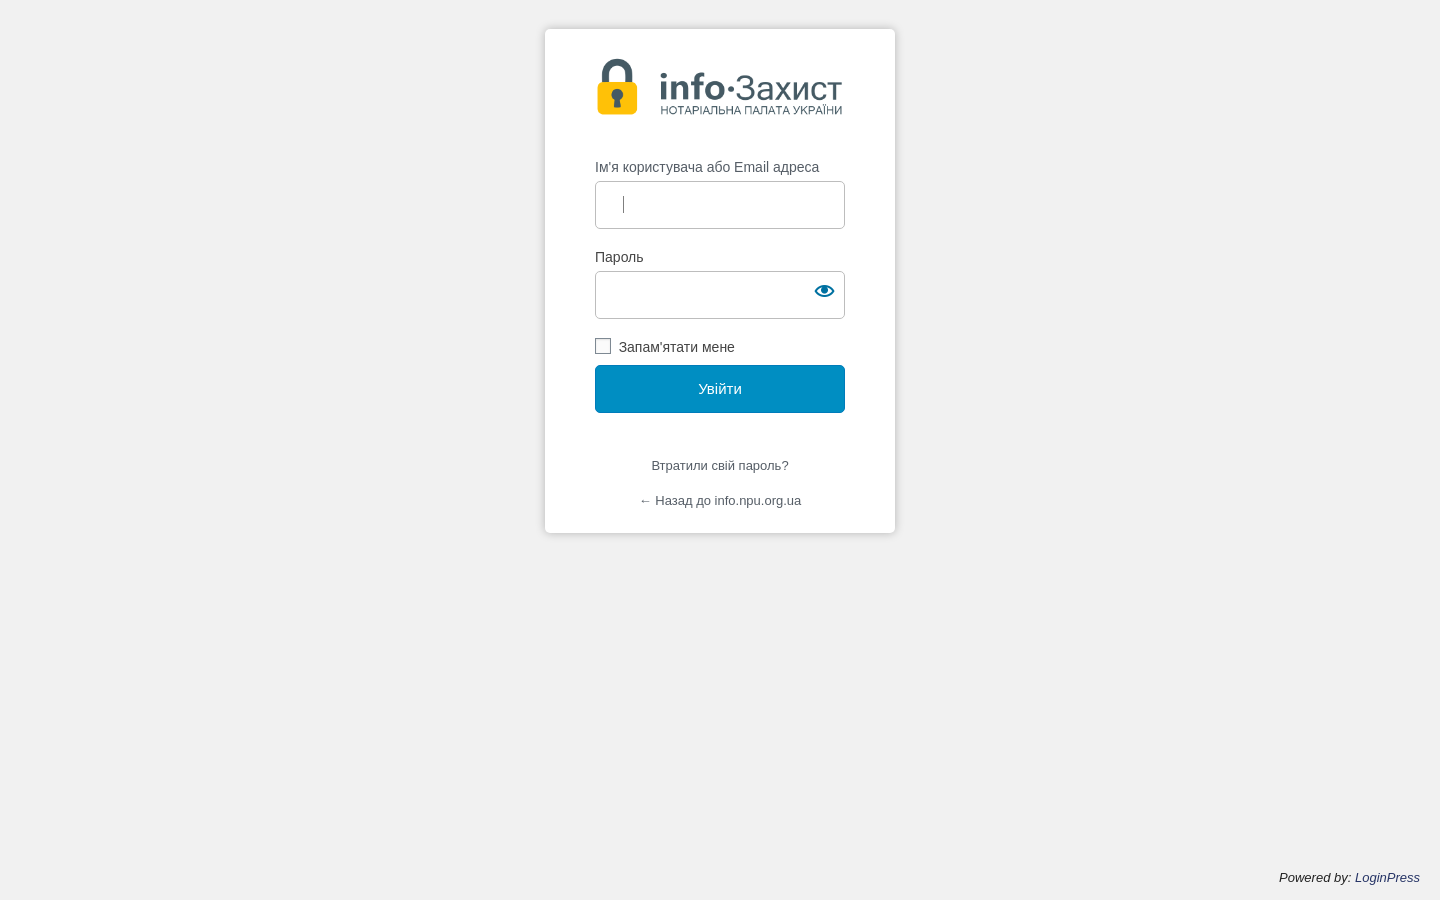 info·Захист
НОТАРІАЛЬНА ПАЛАТА УКРАЇНИ
Ім'я користувача або Email адреса
Пароль
Запам'ятати мене
Увійти
Втратили свій пароль?
← Назад до info.npu.org.ua
Powered by: LoginPress